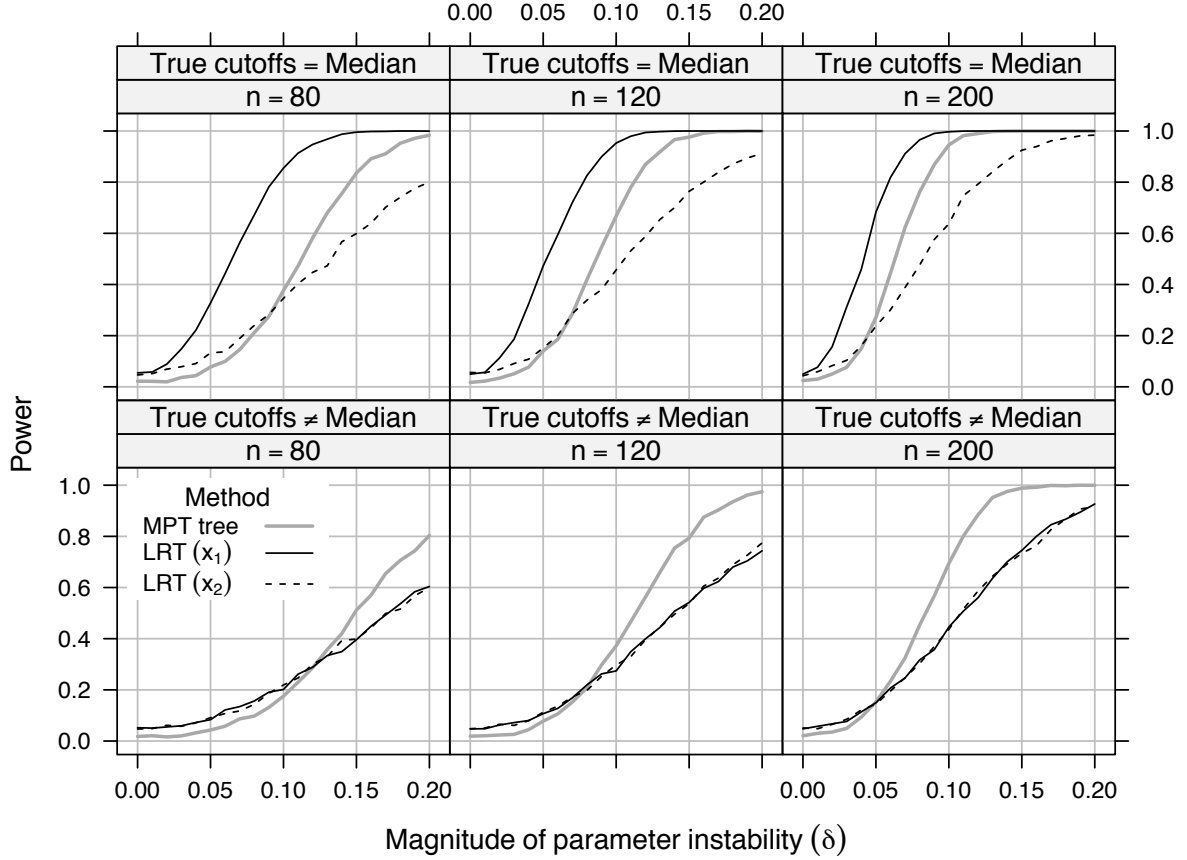 0.00 0.05 0.10 0.15 0.20
True cutoffs = Median True cutoffs = Median True cutoffs = Median
n = 80 n = 120 n = 200
1.0
0.8
0.6
0.4
0.2
0.0
Power
True cutoffs ≠ Median True cutoffs ≠ Median True cutoffs ≠ Median
n = 80 n = 120 n = 200
1.0
0.8
0.6
0.4
0.2
0.0
Method
MPT tree
LRT (x₁)
LRT (x₂)
0.00 0.05 0.10 0.15 0.20 0.00 0.05 0.10 0.15 0.20
Magnitude of parameter instability (δ)